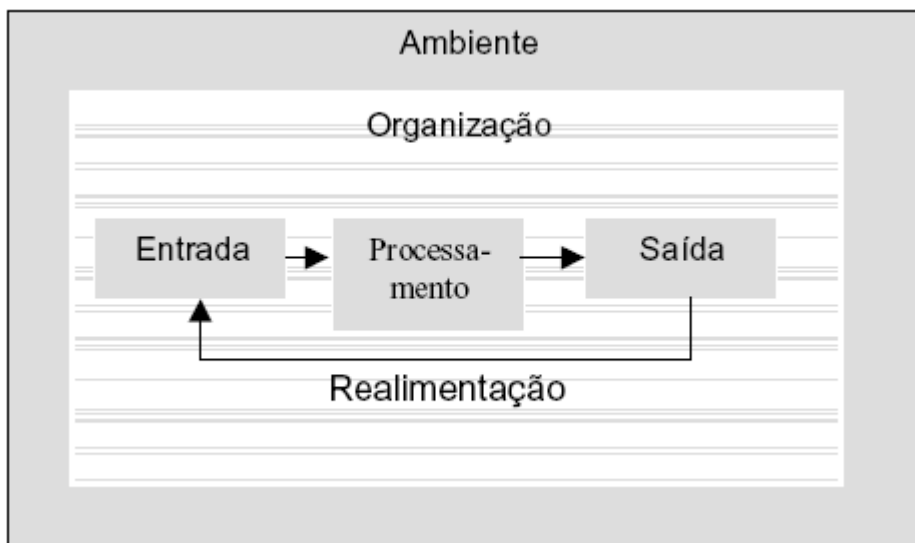 Ambiente
Organização
Entrada
Processa-
mento
Saída
Realimentação